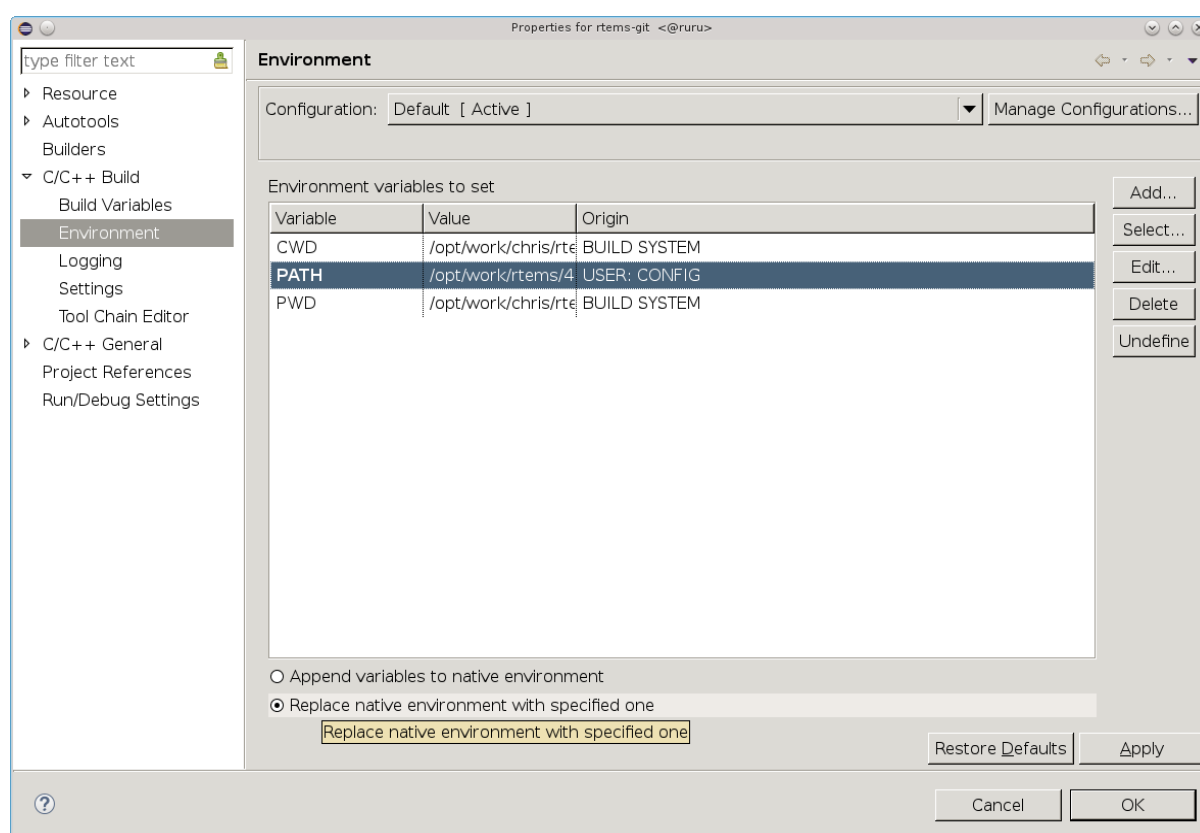 Properties for rtems-git <@ruru>
type filter text
Environment
Resource
Autotools
Builders
C/C++ Build
Build Variables
Environment
Logging
Settings
Tool Chain Editor
C/C++ General
Project References
Run/Debug Settings
Configuration: Default [ Active ] Manage Configurations...
Environment variables to set
Variable Value Origin
CWD /opt/work/chris/rte BUILD SYSTEM
PATH /opt/work/rtems/4 USER: CONFIG
PWD /opt/work/chris/rte BUILD SYSTEM
Add...
Select...
Edit...
Delete
Undefine
Append variables to native environment
Replace native environment with specified one
Replace native environment with specified one
Restore Defaults Apply
Cancel OK